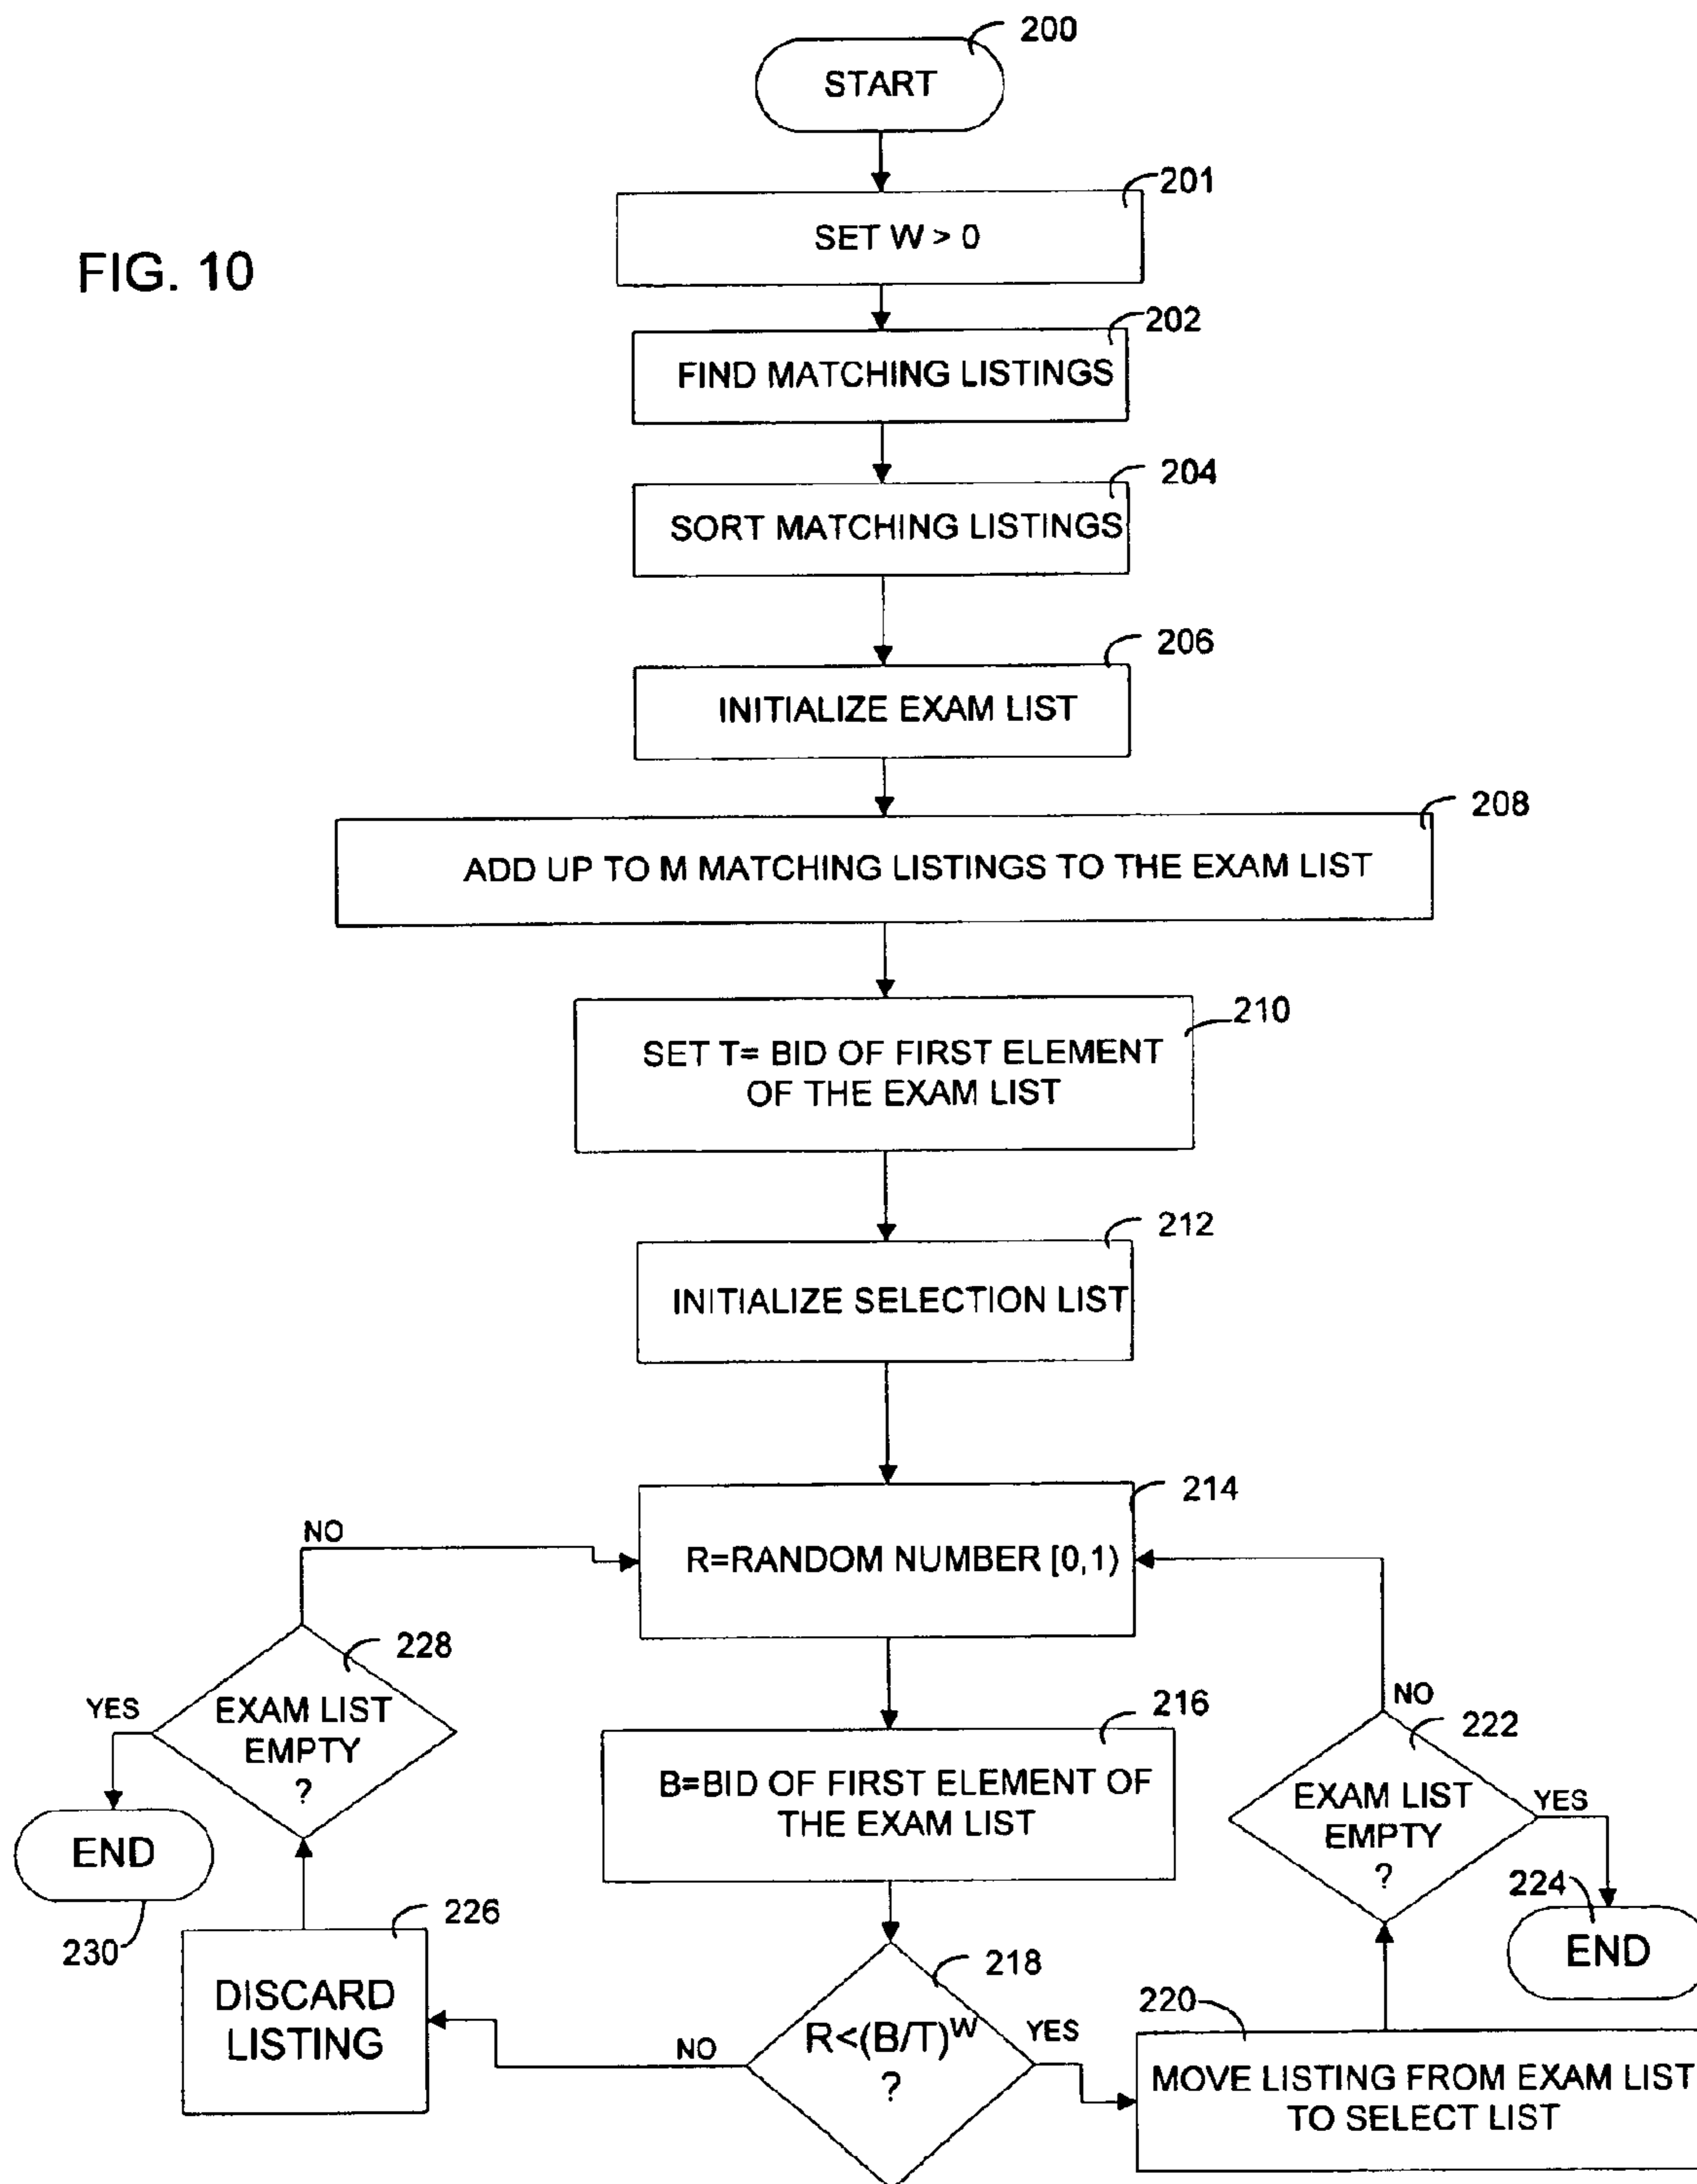 200
START
201
SET W > 0
FIG. 10
202
FIND MATCHING LISTINGS
204
SORT MATCHING LISTINGS
206
INITIALIZE EXAM LIST
208
ADD UP TO M MATCHING LISTINGS TO THE EXAM LIST
210
SET T= BID OF FIRST ELEMENT
OF THE EXAM LIST
212
INITIALIZE SELECTION LIST
214
NO
R=RANDOM NUMBER [0,1)
228
YES
EXAM LIST
EMPTY
?
216
B=BID OF FIRST ELEMENT OF
THE EXAM LIST
NO
222
EXAM LIST
EMPTY
?
YES
END
230
224
END
226
DISCARD
LISTING
218
NO
R<(B/T)^W
?
YES
220
MOVE LISTING FROM EXAM LIST
TO SELECT LIST